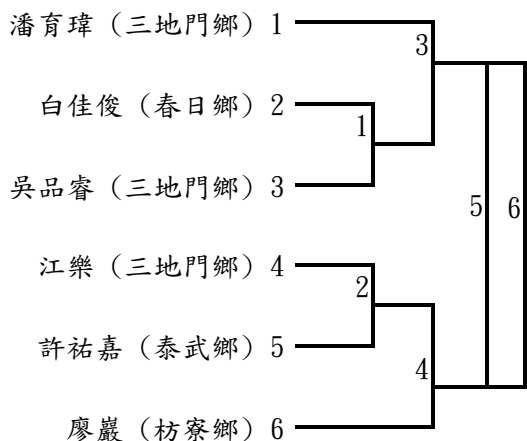 潘育瑋 (三地門鄉) 1
3
白佳俊 (春日鄉) 2
1
吳品睿 (三地門鄉) 3
5
6
江樂 (三地門鄉) 4
2
許祐嘉 (泰武鄉) 5
4
廖巖 (枋寮鄉) 6